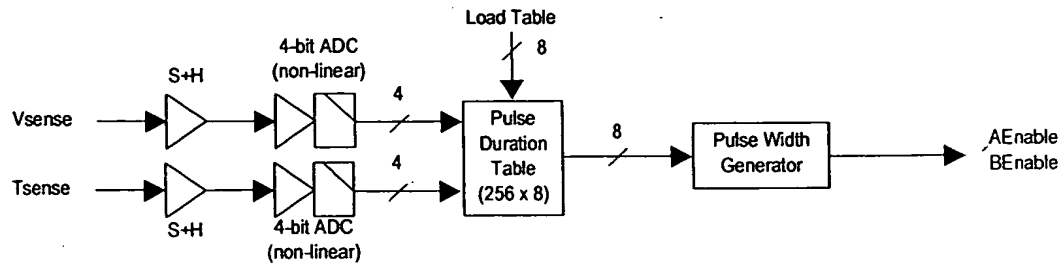 Load Table
8
4-bit ADC
(non-linear)
S+H
4
Vsense
Pulse
Duration
Table
(256 x 8)
8
Pulse Width
Generator
AEnable
BEnable
Tsense
4
S+H
4-bit ADC
(non-linear)